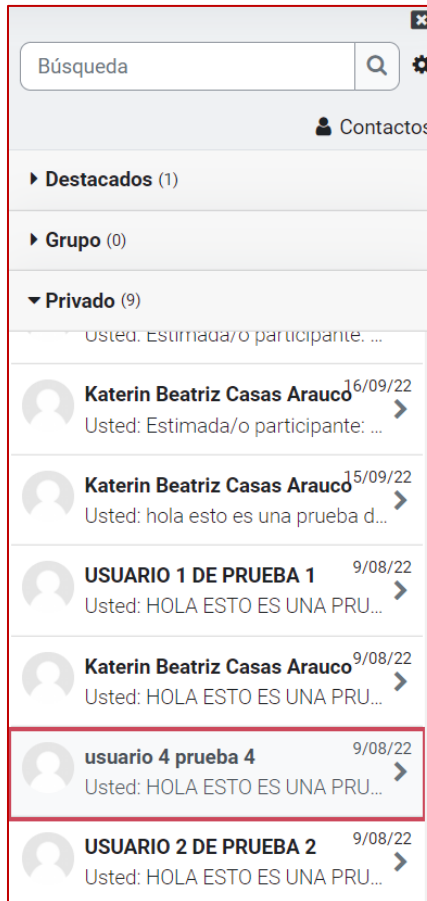 Búsqueda
Contactos
Destacados (1)
Grupo (0)
Privado (9)
Usted: Estimada/o participante: ...
Katerin Beatriz Casas Arauco 16/09/22
Usted: Estimada/o participante: ...
Katerin Beatriz Casas Arauco 15/09/22
Usted: hola esto es una prueba d...
USUARIO 1 DE PRUEBA 1 9/08/22
Usted: HOLA ESTO ES UNA PRU...
Katerin Beatriz Casas Arauco 9/08/22
Usted: HOLA ESTO ES UNA PRU...
usuario 4 prueba 4 9/08/22
Usted: HOLA ESTO ES UNA PRU...
USUARIO 2 DE PRUEBA 2 9/08/22
Usted: HOLA ESTO ES UNA PRU...